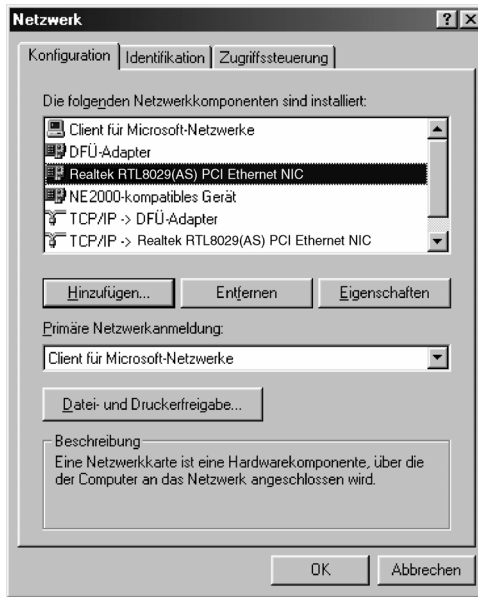 Netzwerk
Konfiguration
Identifikation
Zugriffssteuerung
Die folgenden Netzwerkkomponenten sind installiert:
Client für Microsoft-Netzwerke
DFÜ-Adapter
Realtek RTL8029(AS) PCI Ethernet NIC
NE2000-kompatibles Gerät
TCP/IP -> DFÜ-Adapter
TCP/IP -> Realtek RTL8029(AS) PCI Ethernet NIC
Hinzufügen...
Entfernen
Eigenschaften
Primäre Netzwerkanmeldung:
Client für Microsoft-Netzwerke
Datei- und Druckerfreigabe...
Beschreibung
Eine Netzwerkkarte ist eine Hardwarekomponente, über die
der Computer an das Netzwerk angeschlossen wird.
OK
Abbrechen